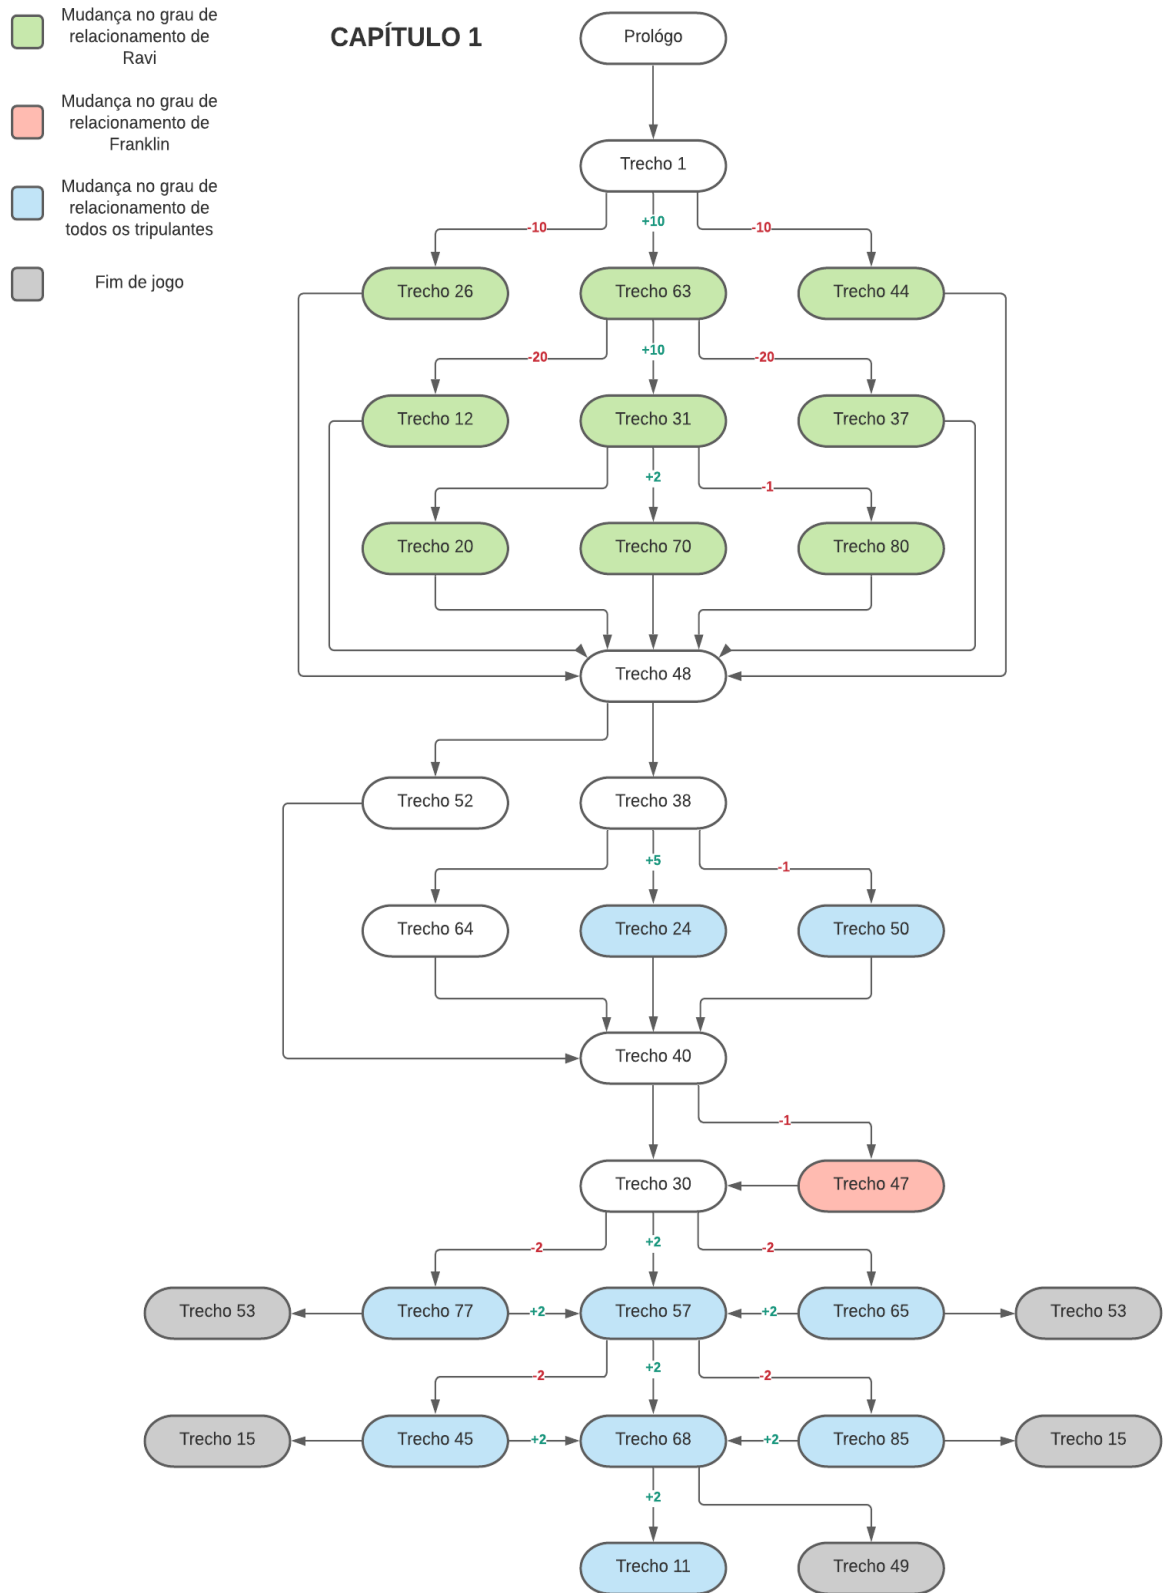 Mudança no grau de
relacionamento de
Ravi
Mudança no grau de
relacionamento de
Franklin
Mudança no grau de
relacionamento de
todos os tripulantes
Fim de jogo
CAPÍTULO 1
Prológo
Trecho 1
-10
+10
-10
Trecho 26
Trecho 63
Trecho 44
-20
+10
-20
Trecho 12
Trecho 31
Trecho 37
+2
-1
Trecho 20
Trecho 70
Trecho 80
Trecho 48
Trecho 52
Trecho 38
+5
-1
Trecho 64
Trecho 24
Trecho 50
Trecho 40
-1
Trecho 30
Trecho 47
-2
+2
-2
Trecho 53
Trecho 77
+2
Trecho 57
+2
Trecho 65
Trecho 53
-2
+2
-2
Trecho 15
Trecho 45
+2
Trecho 68
+2
Trecho 85
Trecho 15
+2
Trecho 11
Trecho 49